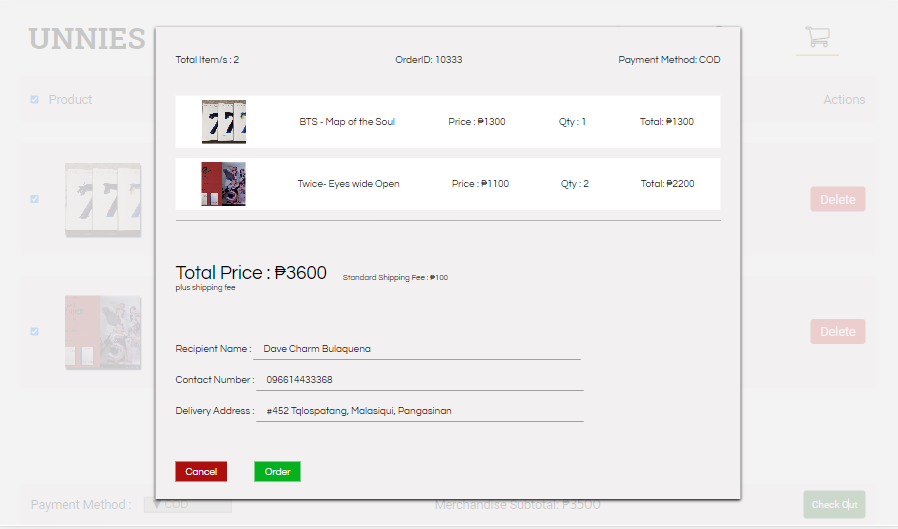 UNNIES
Total Item/s : 2 OrderID: 10333 Payment Method: COD
Product Actions
BTS - Map of the Soul Price : ₱1300 Qty : 1 Total: ₱1300
Twice- Eyes wide Open Price : ₱1100 Qty : 2 Total: ₱2200
Delete
Total Price : ₱3600 Standard Shipping Fee : ₱100
plus shipping fee
Delete
Recipient Name : Dave Charm Bulaquena
Contact Number : 096614433368
Delivery Address : #452 Tqlospatang, Malasiqui, Pangasinan
Cancel Order
Payment Method : COD Merchandise Subtotal: ₱3500 Check Out